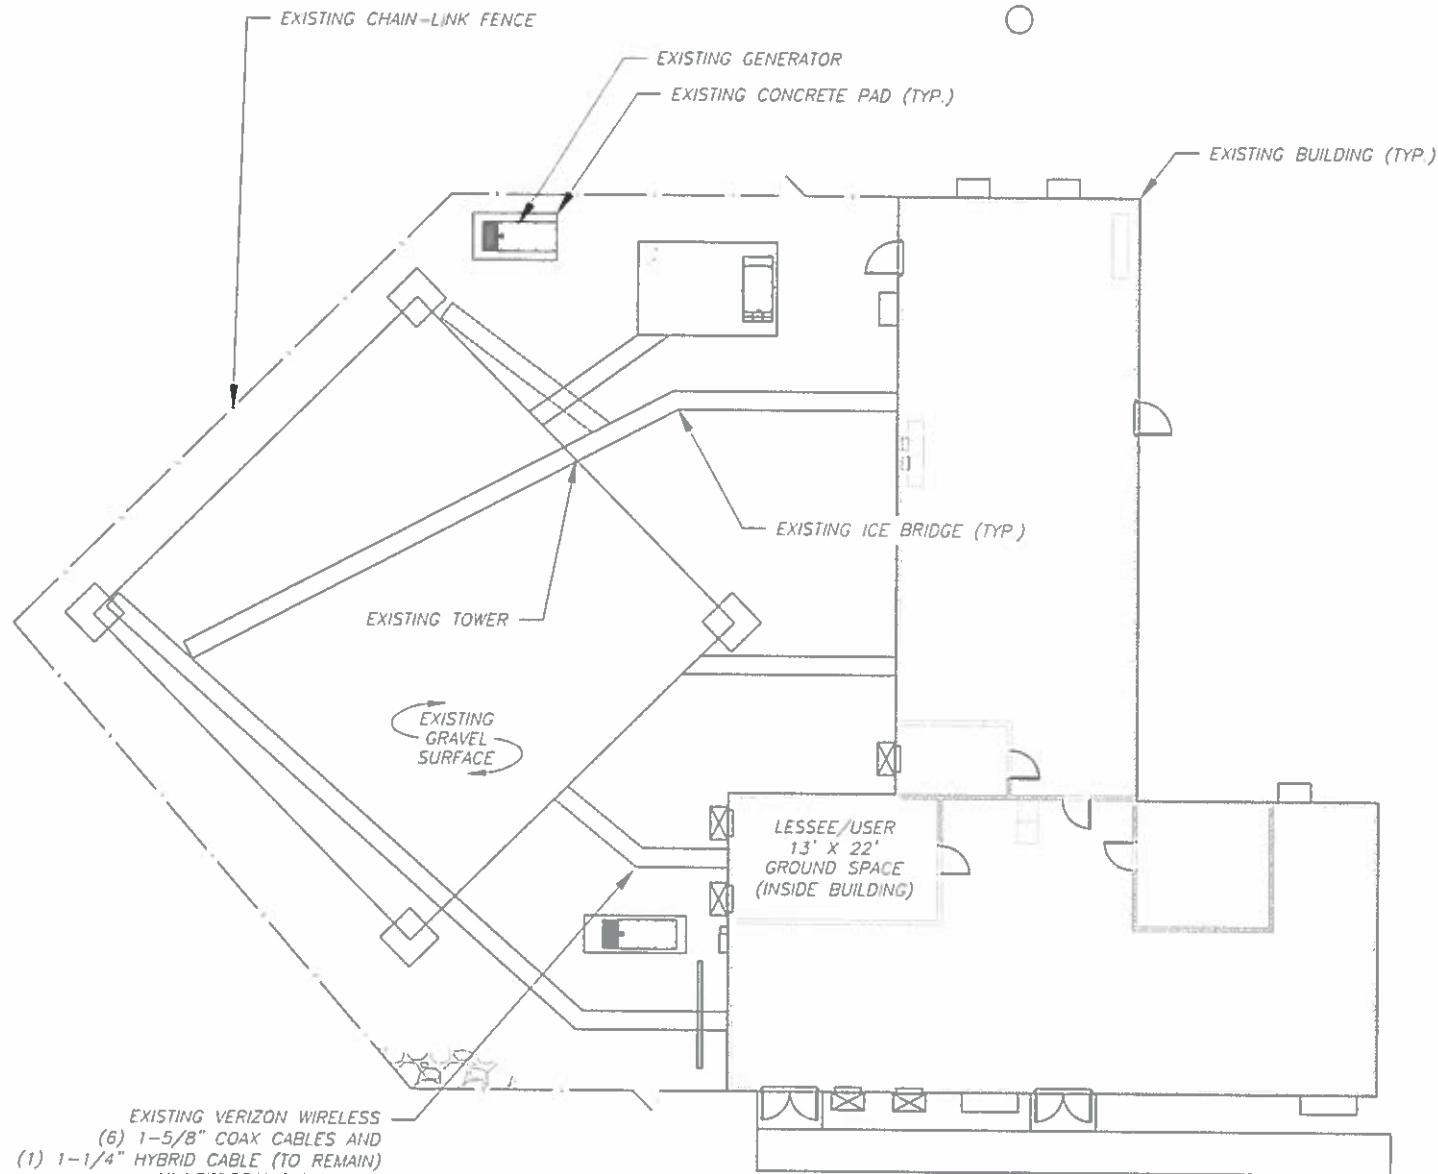 EXISTING CHAIN-LINK FENCE
EXISTING GENERATOR
EXISTING CONCRETE PAD (TYP.)
EXISTING BUILDING (TYP.)
EXISTING ICE BRIDGE (TYP.)
EXISTING TOWER
EXISTING
GRAVEL
SURFACE
LESSEE/USER
13' X 22'
GROUND SPACE
(INSIDE BUILDING)
EXISTING VERIZON WIRELESS
(6) 1-5/8" COAX CABLES AND
(1) 1-1/4" HYBRID CABLE (TO REMAIN)